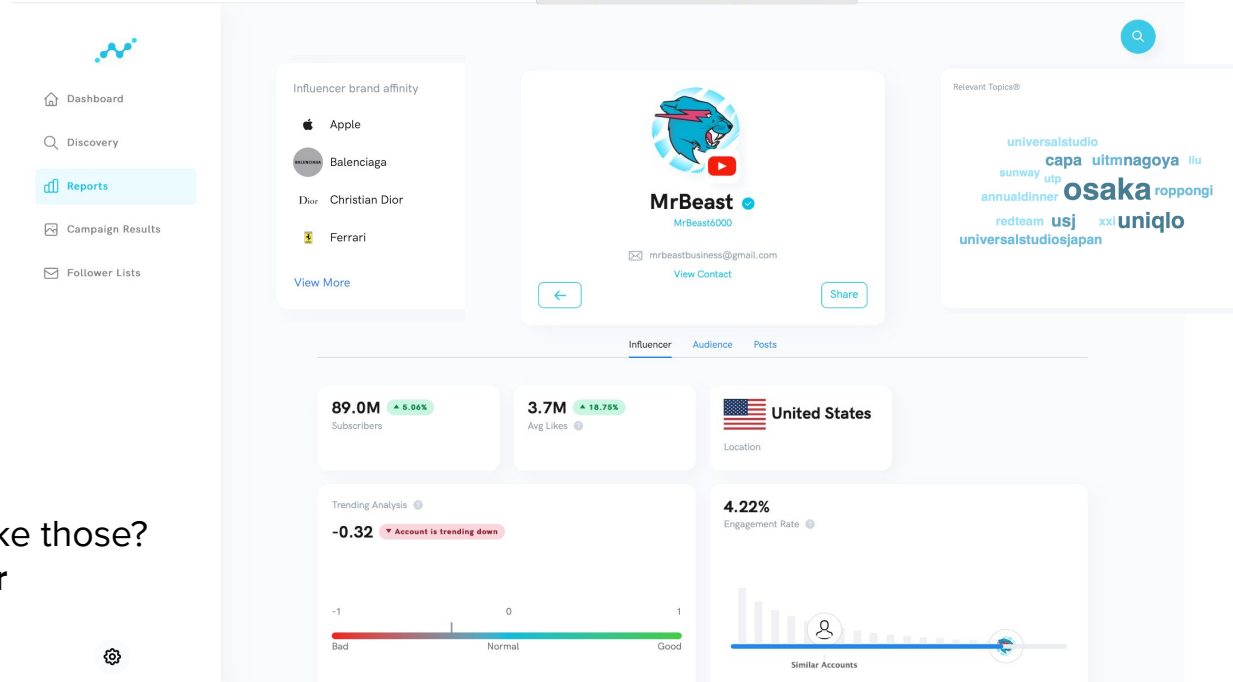 Dashboard
Discovery
Reports
Campaign Results
Follower Lists
ke those?
r
Influencer brand affinity
Apple
BALENCIAGA
Balenciaga
Dior
Christian Dior
Ferrari
View More
MrBeast
MrBeast6000
mrbeastbusiness@gmail.com
View Contact
Share
Relevant Topics®
universalstudio
capa uitm nagoya liu
sunway utp
annualdinner osaka roppongi
redteam usj xxi uniqlo
universalstudiosjapan
Influencer Audience Posts
89.0M 5.06%
Subscribers
3.7M 18.75%
Avg Likes ?
United States
Location
Trending Analysis ?
-0.32 Account is trending down
-1 0 1
Bad Normal Good
4.22%
Engagement Rate ?
Similar Accounts